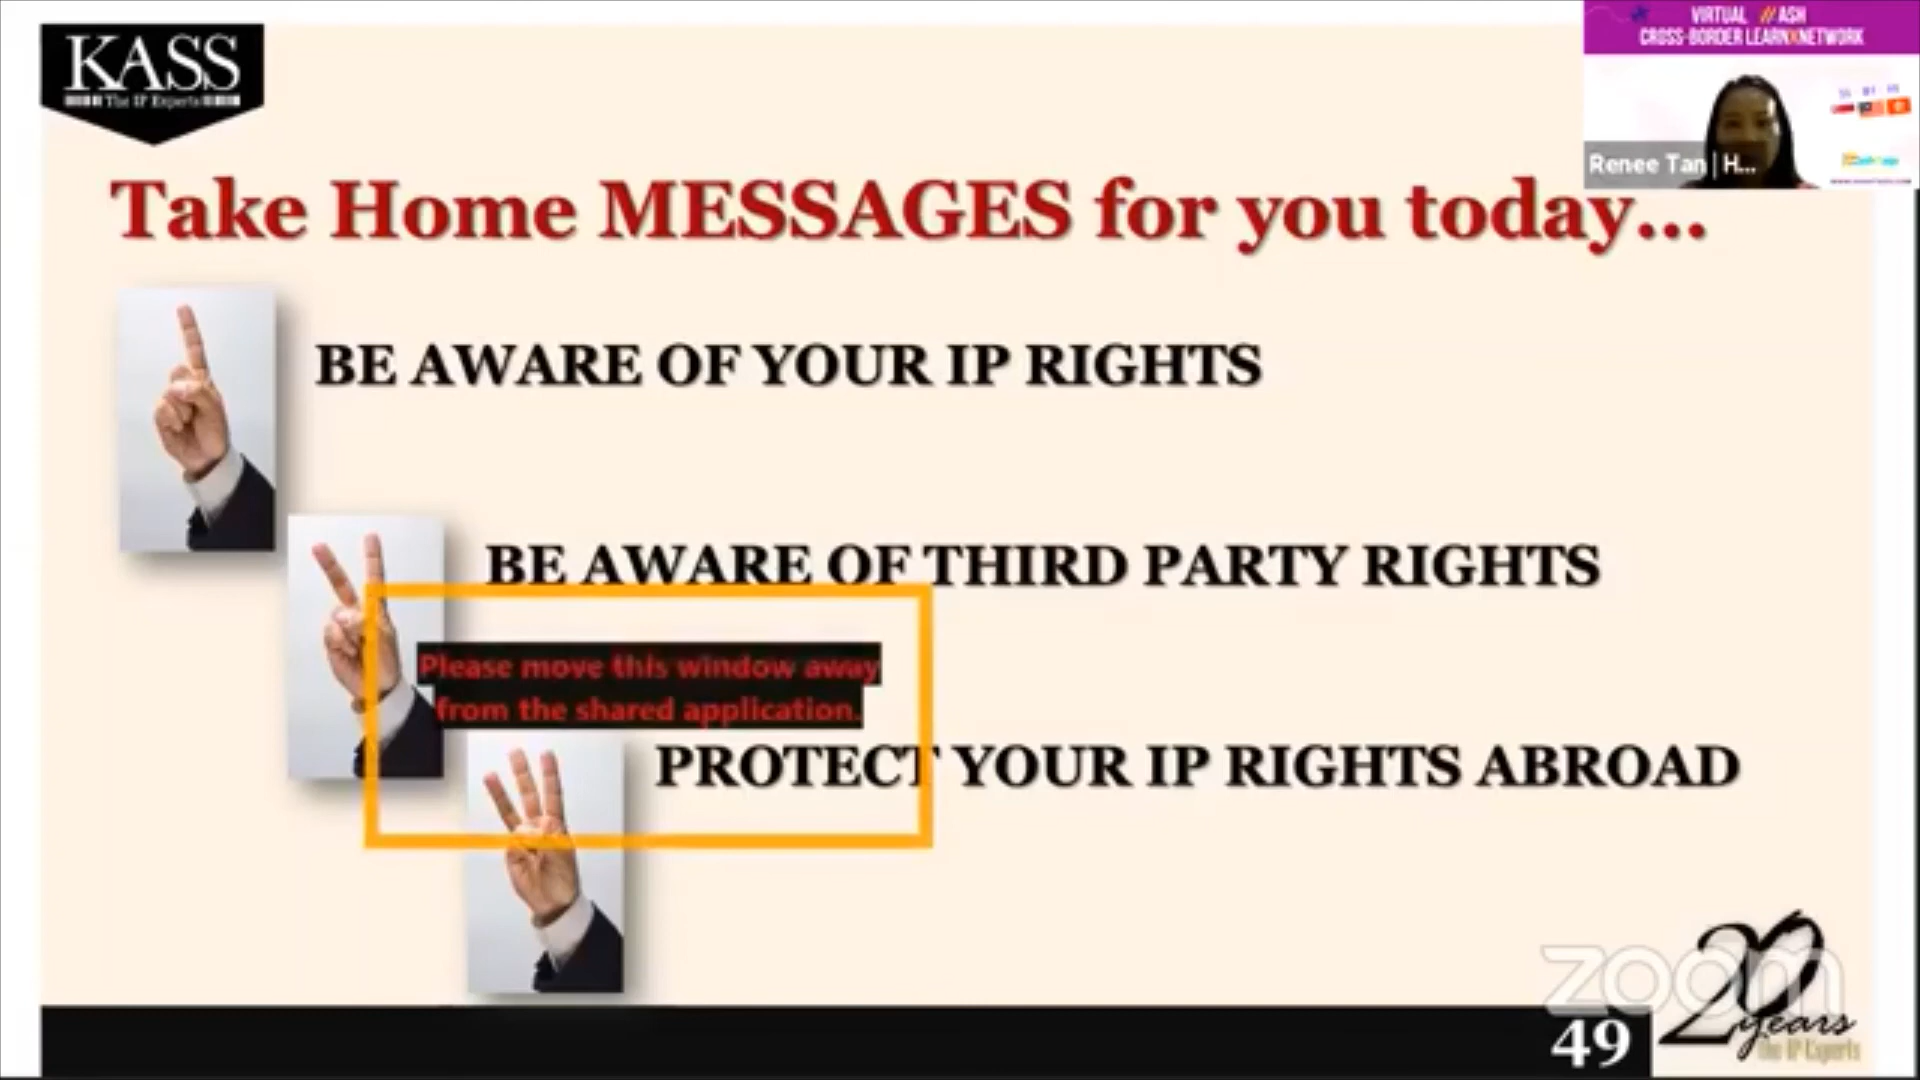 KASS
The IP Experts
VIRTUAL // ASH
CROSS-BORDER LEARNXNETWORK
Renee Tan | H...
Take Home MESSAGES for you today...
BE AWARE OF YOUR IP RIGHTS
BE AWARE OF THIRD PARTY RIGHTS
Please move this window away
from the shared application.
PROTECT YOUR IP RIGHTS ABROAD
zoom
20
years
The IP Experts
49